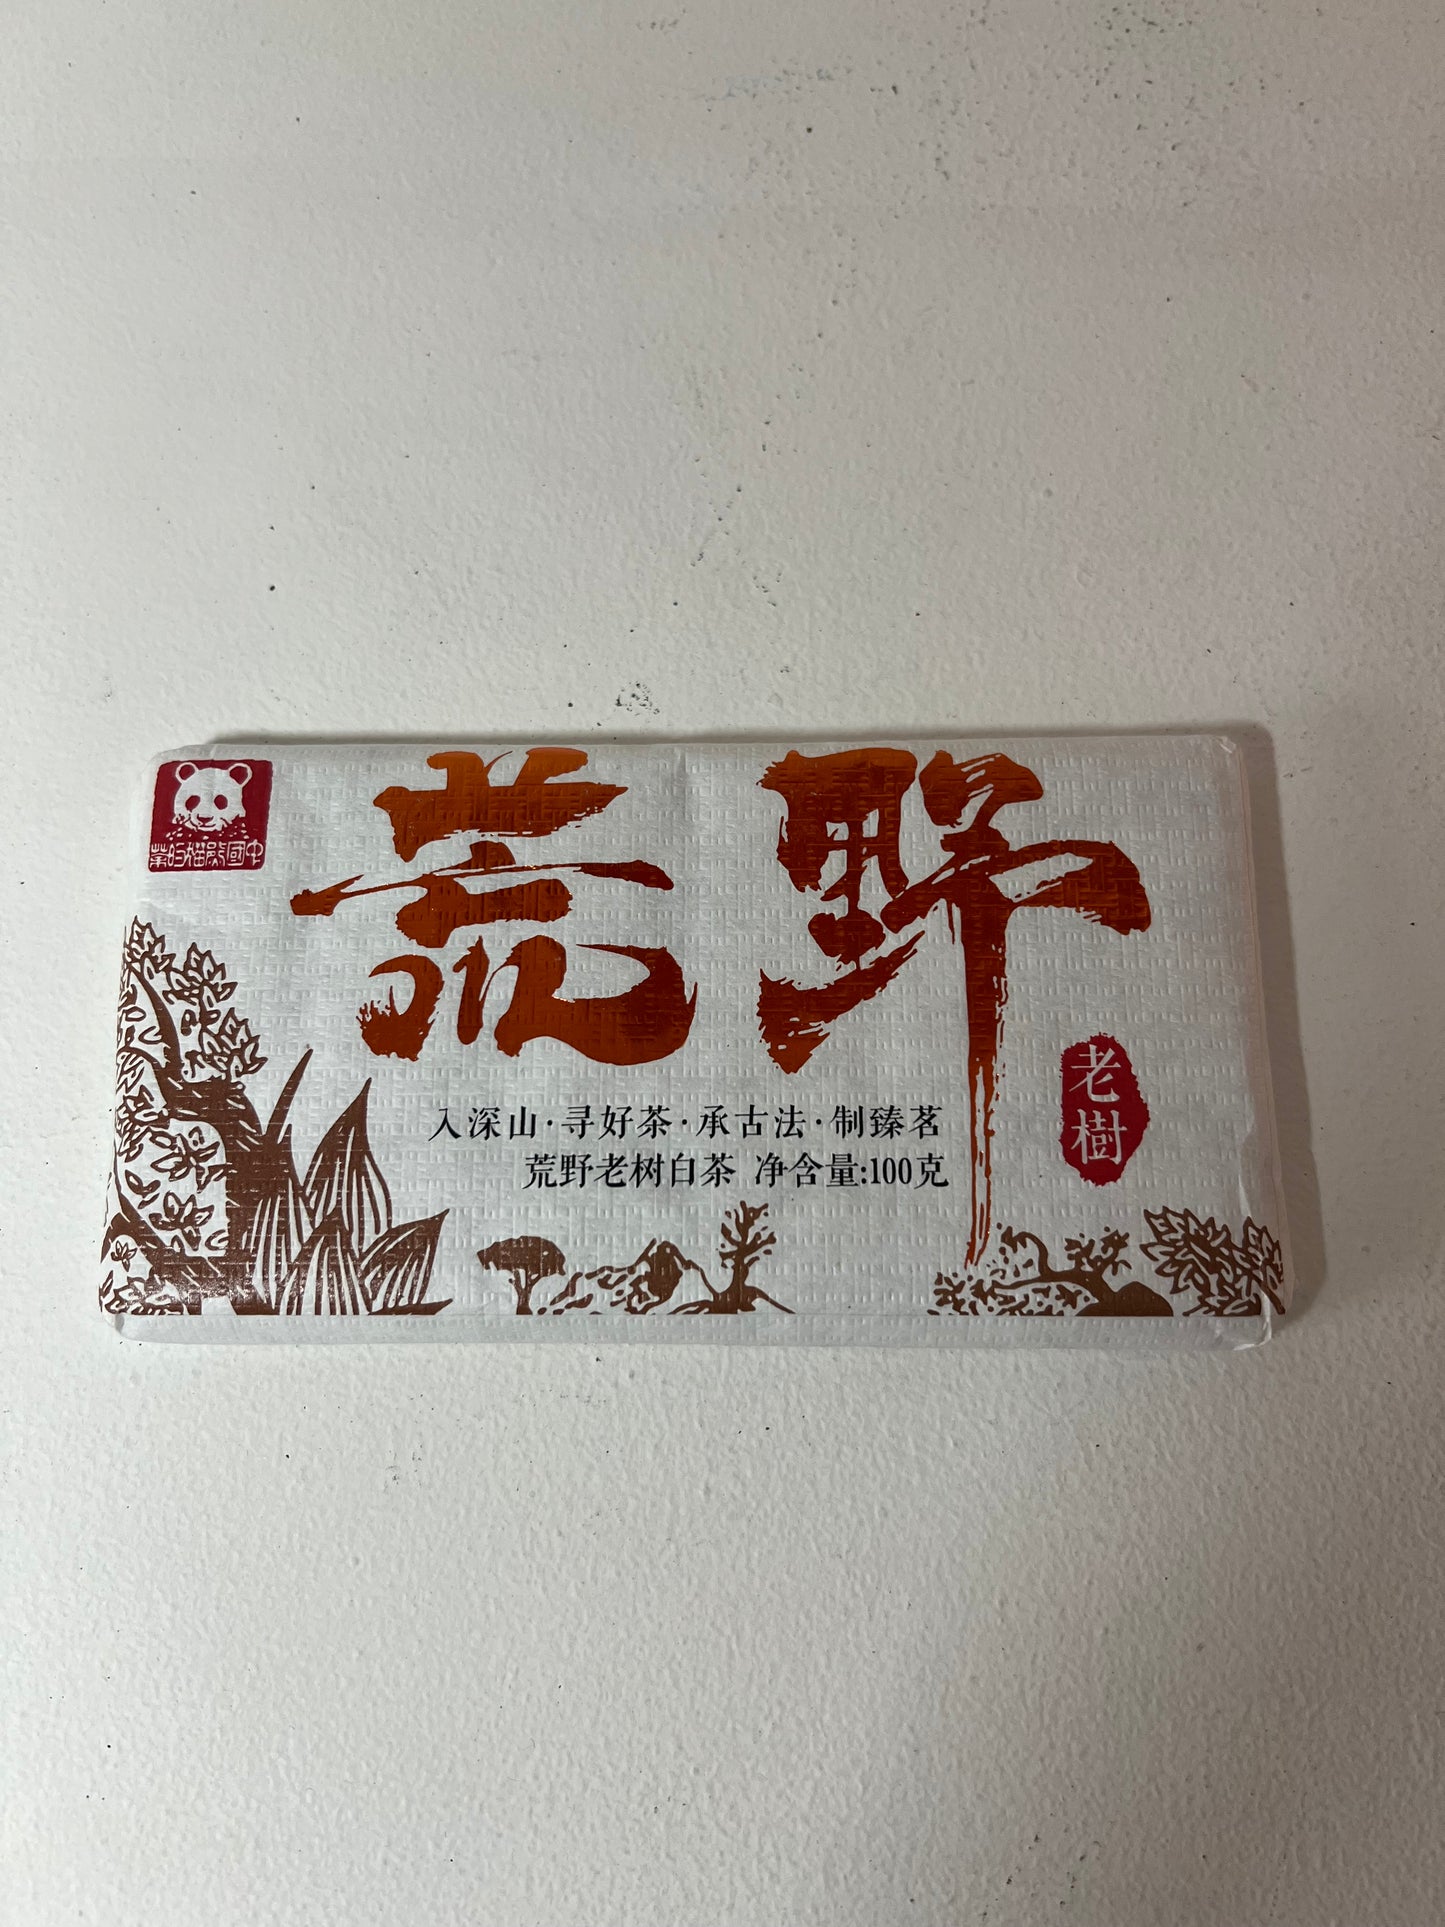 中國熊猫的茶
荒野
老樹
入深山·寻好茶·承古法·制臻茗
荒野老树白茶 净含量:100克